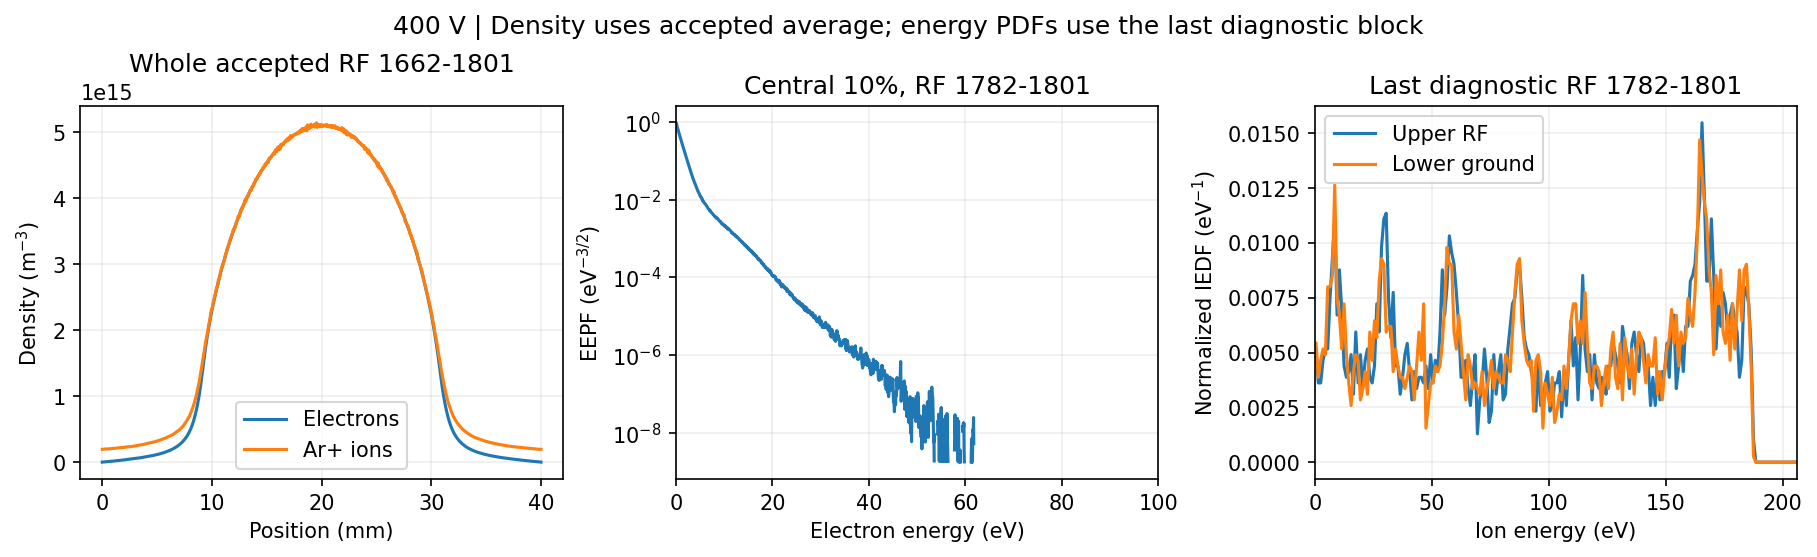 400 V | Density uses accepted average; energy PDFs use the last diagnostic block
Whole accepted RF 1662-1801
1e15
5
4
3
2
1
0
Density (m⁻³)
Electrons
Ar+ ions
0 10 20 30 40
Position (mm)
Central 10%, RF 1782-1801
10⁰
10⁻²
10⁻⁴
10⁻⁶
10⁻⁸
EEPF (eV⁻³/²)
0 20 40 60 80 100
Electron energy (eV)
Last diagnostic RF 1782-1801
0.0150
0.0125
0.0100
0.0075
0.0050
0.0025
0.0000
Normalized IEDF (eV⁻¹)
Upper RF
Lower ground
0 50 100 150 200
Ion energy (eV)